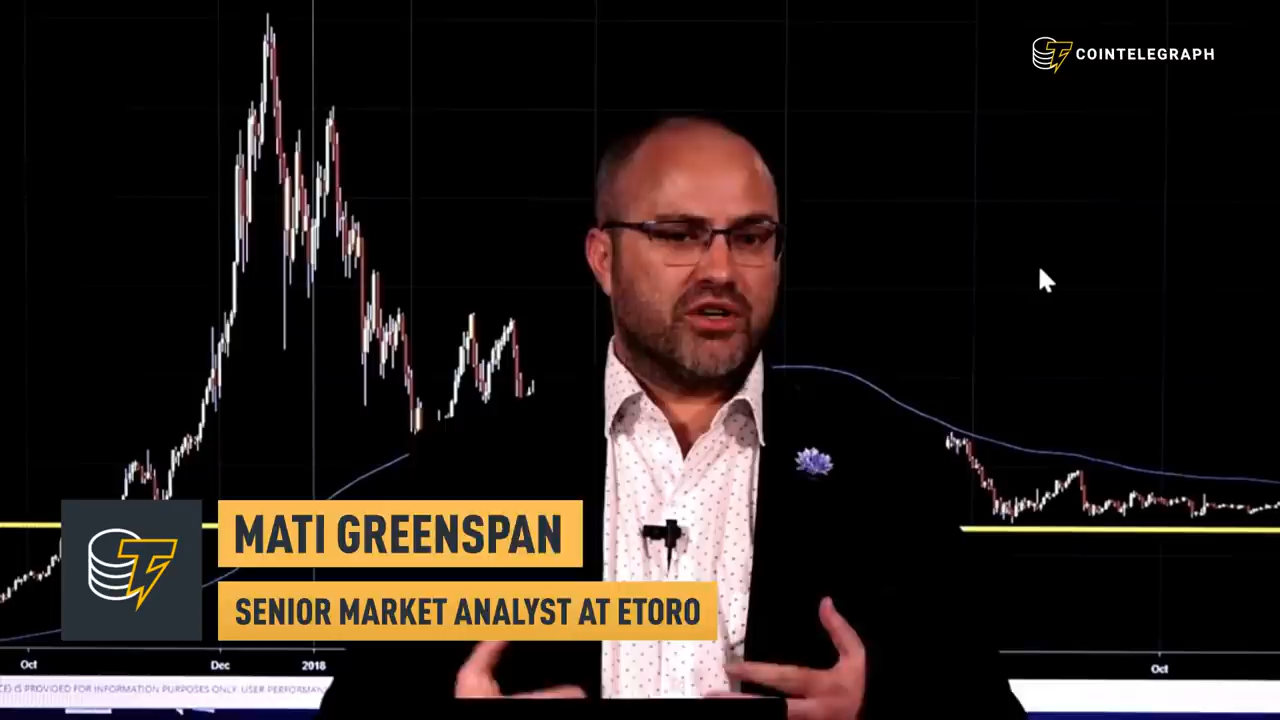 COINTELEGRAPH
MATI GREENSPAN
SENIOR MARKET ANALYST AT ETORO
Oct
Dec
2018
Oct
IS PROVIDED FOR INFORMATION PURPOSES ONLY. USER